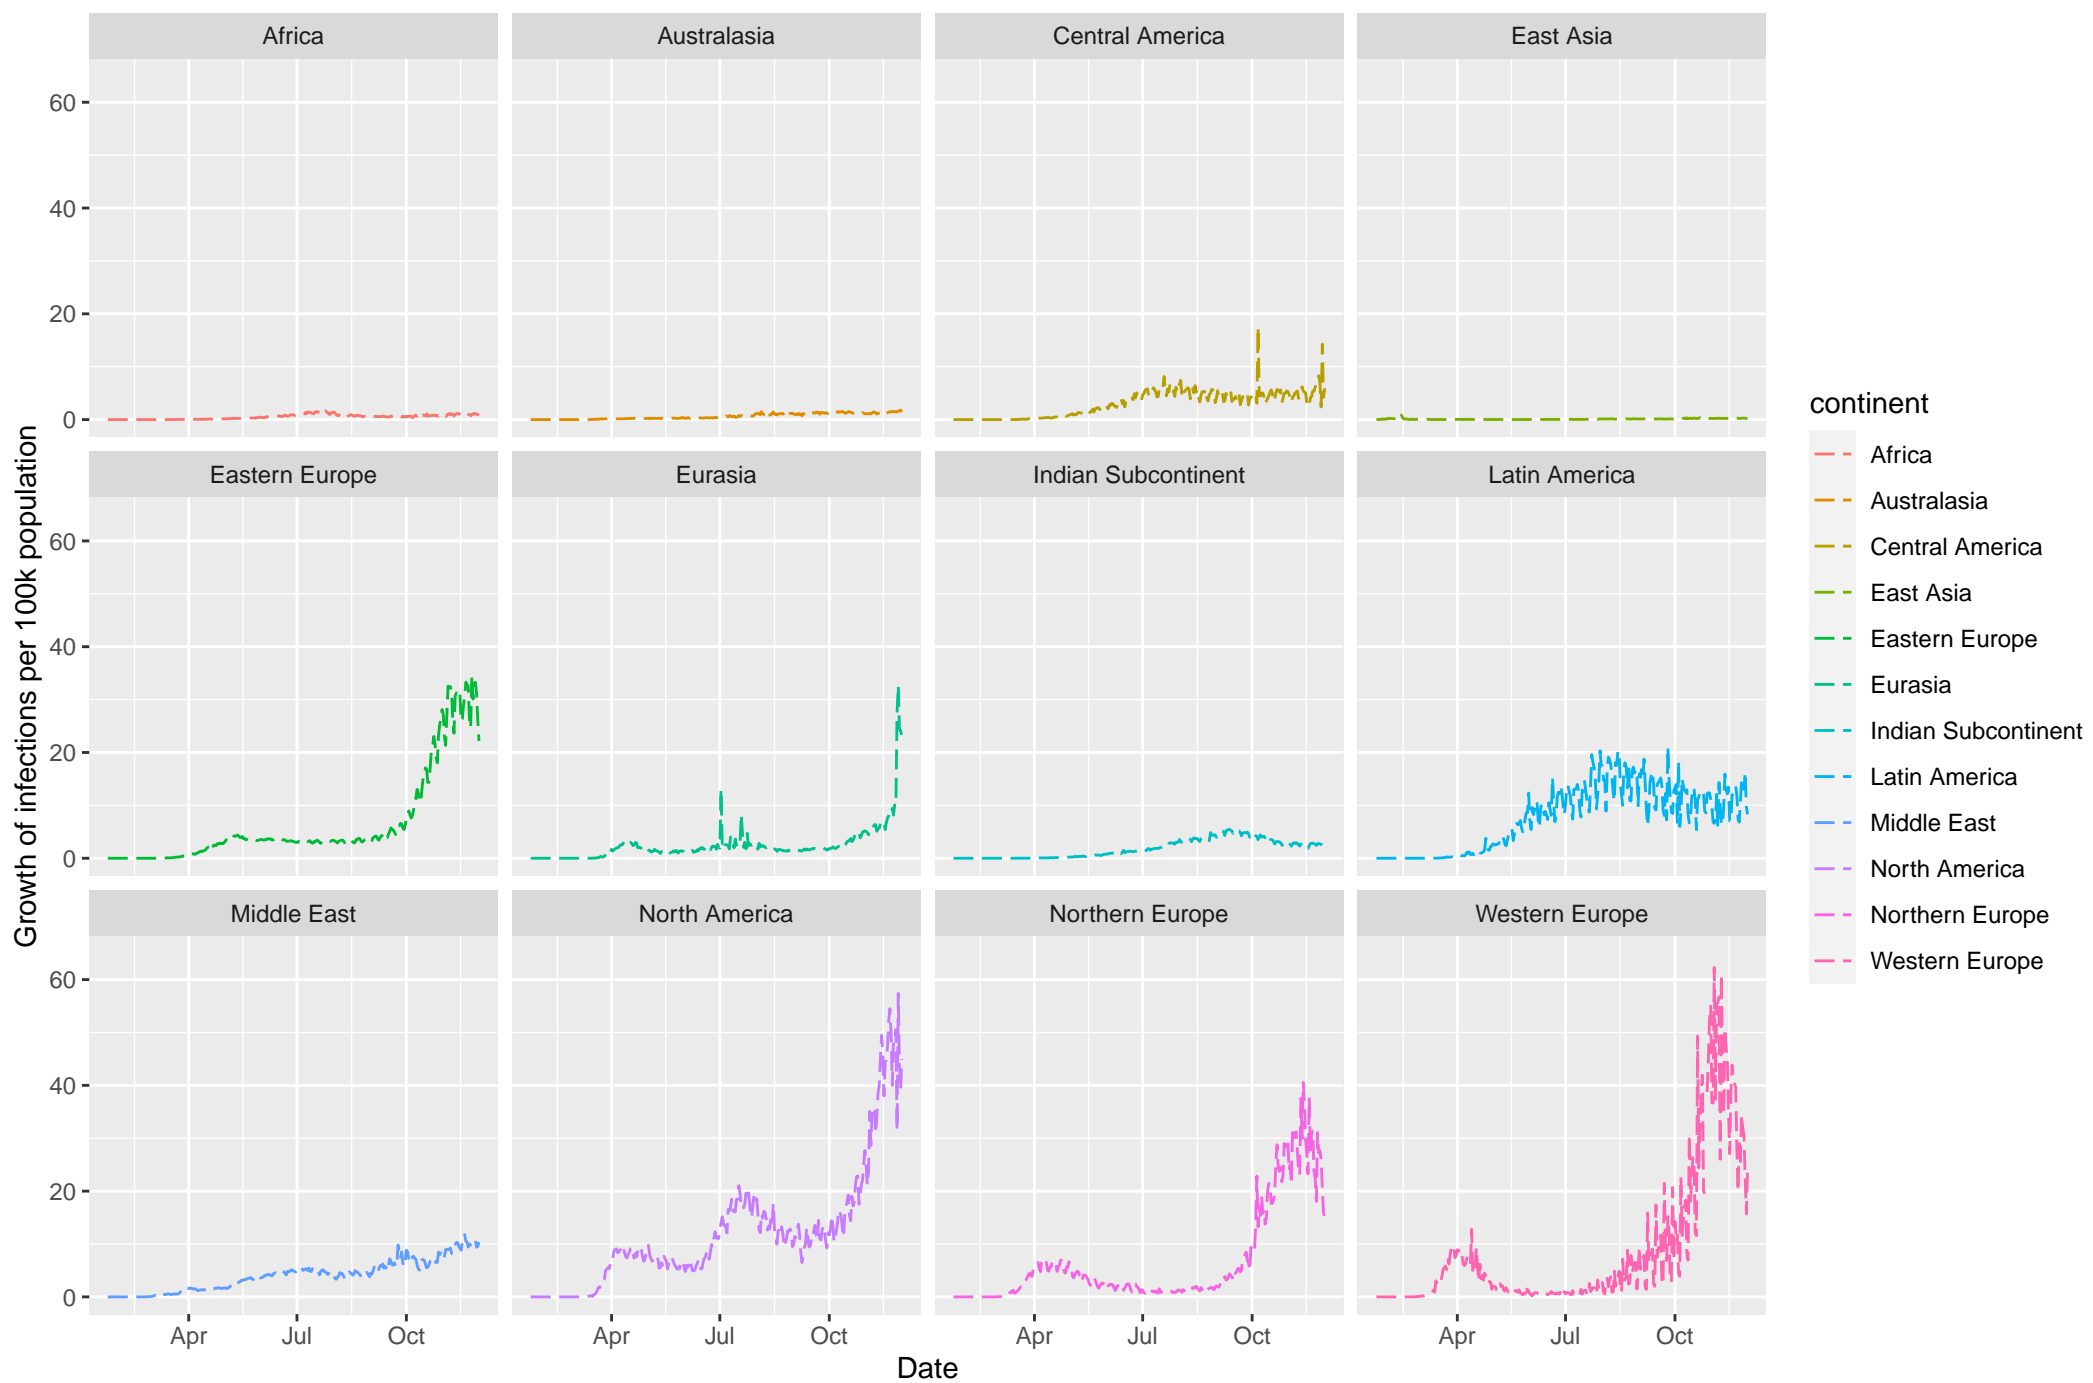 Africa
Australasia
Central America
East Asia
60
40
20
0
Eastern Europe
Eurasia
Indian Subcontinent
Latin America
60
40
20
0
Middle East
North America
Northern Europe
Western Europe
60
40
20
0
Apr Jul Oct
Apr Jul Oct
Apr Jul Oct
Apr Jul Oct
Date
Growth of infections per 100k population
continent
Africa
Australasia
Central America
East Asia
Eastern Europe
Eurasia
Indian Subcontinent
Latin America
Middle East
North America
Northern Europe
Western Europe